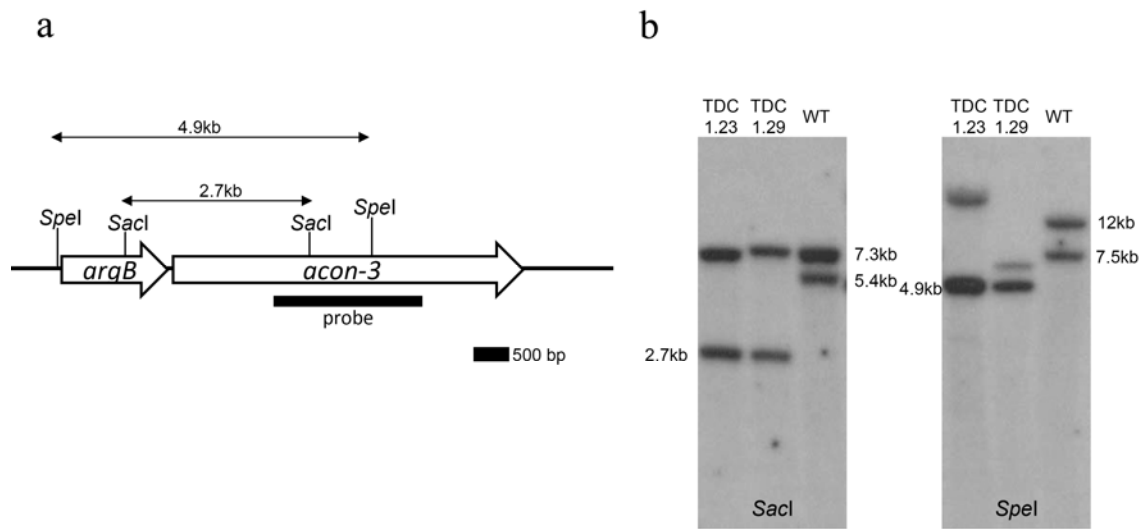 a
b
4.9kb
2.7kb
SpeI
SacI
SacI
SpeI
argB
acon-3
probe
500 bp
TDC 1.23
TDC 1.29
WT
7.3kb
5.4kb
2.7kb
SacI
TDC 1.23
TDC 1.29
WT
12kb
7.5kb
4.9kb
SpeI